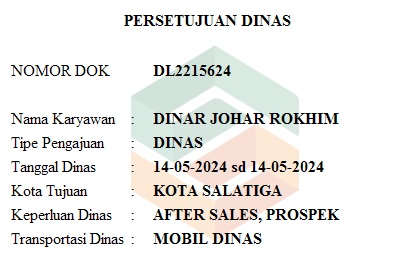 PERSETUJUAN DINAS
NOMOR DOK DL2215624
Nama Karyawan : DINAR JOHAR ROKHIM
Tipe Pengajuan : DINAS
Tanggal Dinas : 14-05-2024 sd 14-05-2024
Kota Tujuan : KOTA SALATIGA
Keperluan Dinas : AFTER SALES, PROSPEK
Transportasi Dinas : MOBIL DINAS